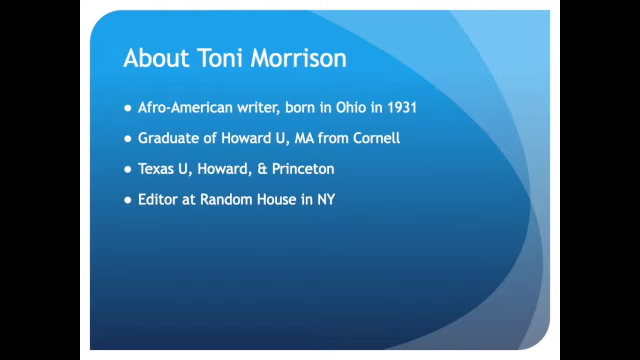 About Toni Morrison
● Afro-American writer, born in Ohio in 1931
● Graduate of Howard U, MA from Cornell
● Texas U, Howard, & Princeton
● Editor at Random House in NY